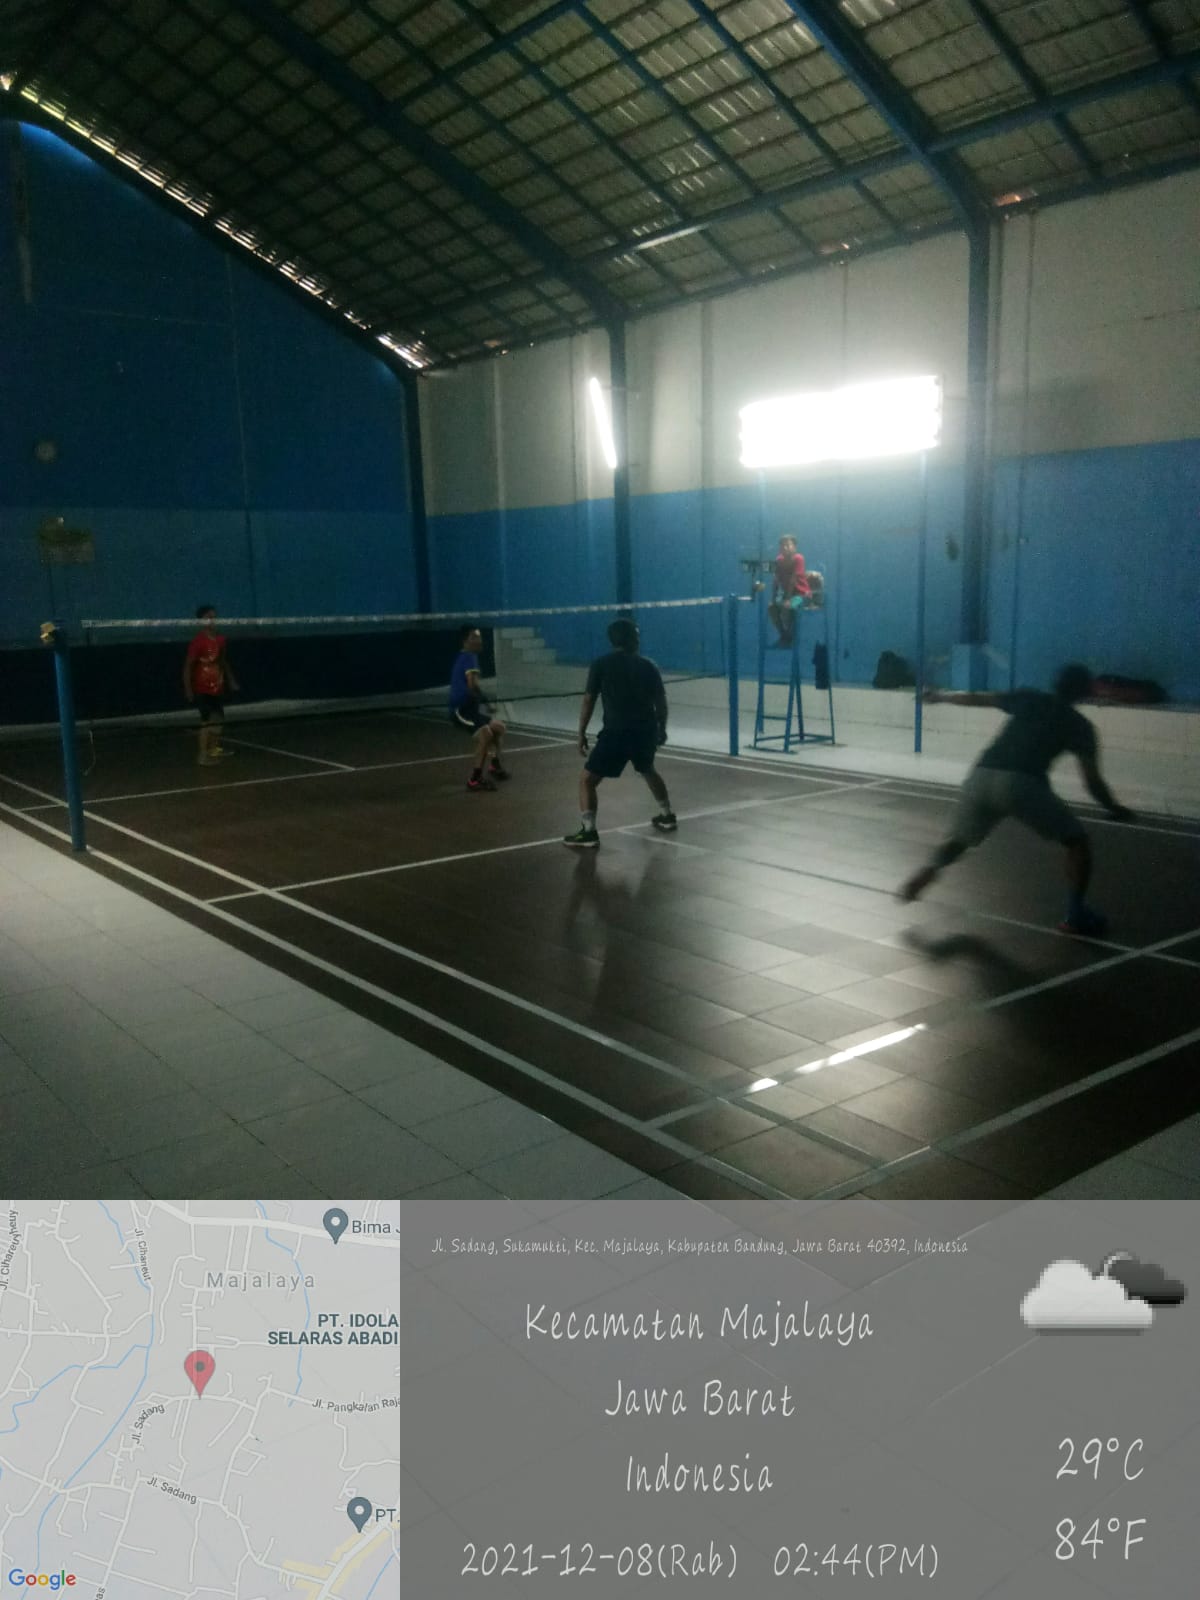 Jl. Sadang, Sukamukti, Kec. Majalaya, Kabupaten Bandung, Jawa Barat 40392, Indonesia
Kecamatan Majalaya
Jawa Barat
Indonesia
2021-12-08(Rab) 02:44(PM)
29°C
84°F
Jl. Cihaneut
Bima
Majalaya
PT. IDOLA
SELARAS ABADI
Jl. Pangkalan Raja
Jl. Sadang
Jl. Sadang
PT.
Google